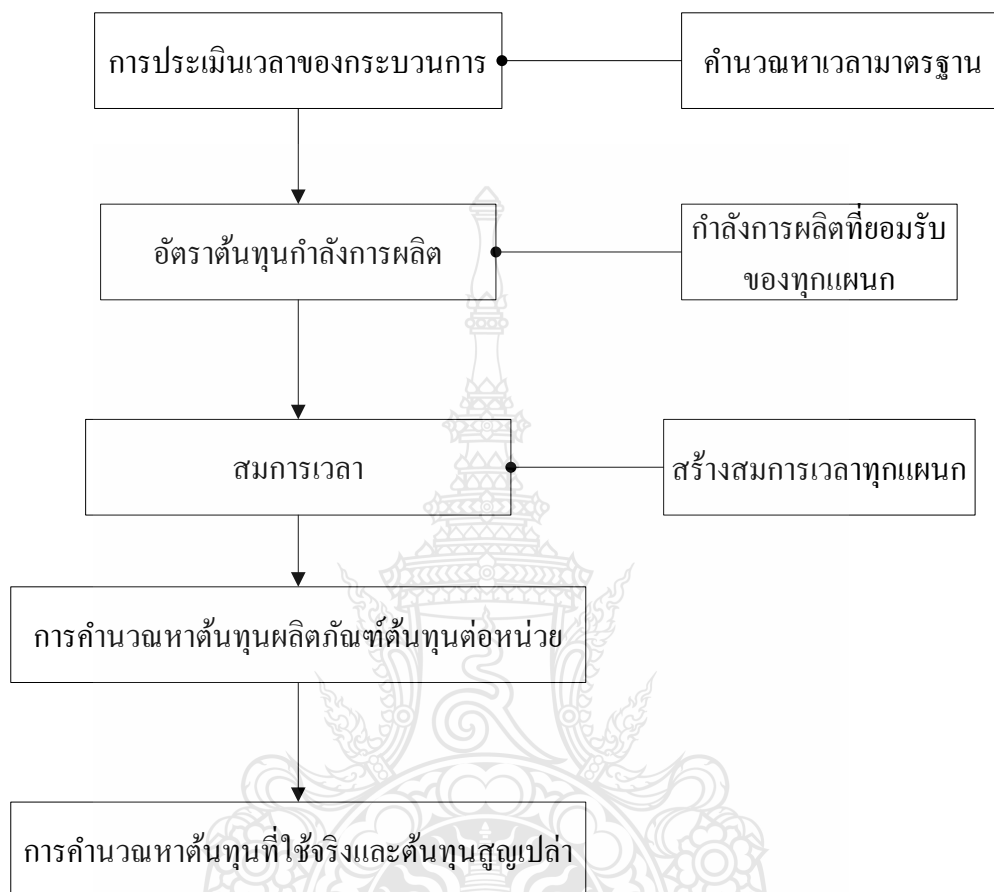 การประเมินเวลาของกระบวนการ
คำนวณหาเวลามาตรฐาน
อัตราต้นทุนกำลังการผลิต
กำลังการผลิตที่ยอมรับ
ของทุกแผนก
สมการเวลา
สร้างสมการเวลาทุกแผนก
การคำนวณหาต้นทุนผลิตภัณฑ์ต้นทุนต่อหน่วย
การคำนวณหาต้นทุนที่ใช้จริงและต้นทุนสูญเปล่า